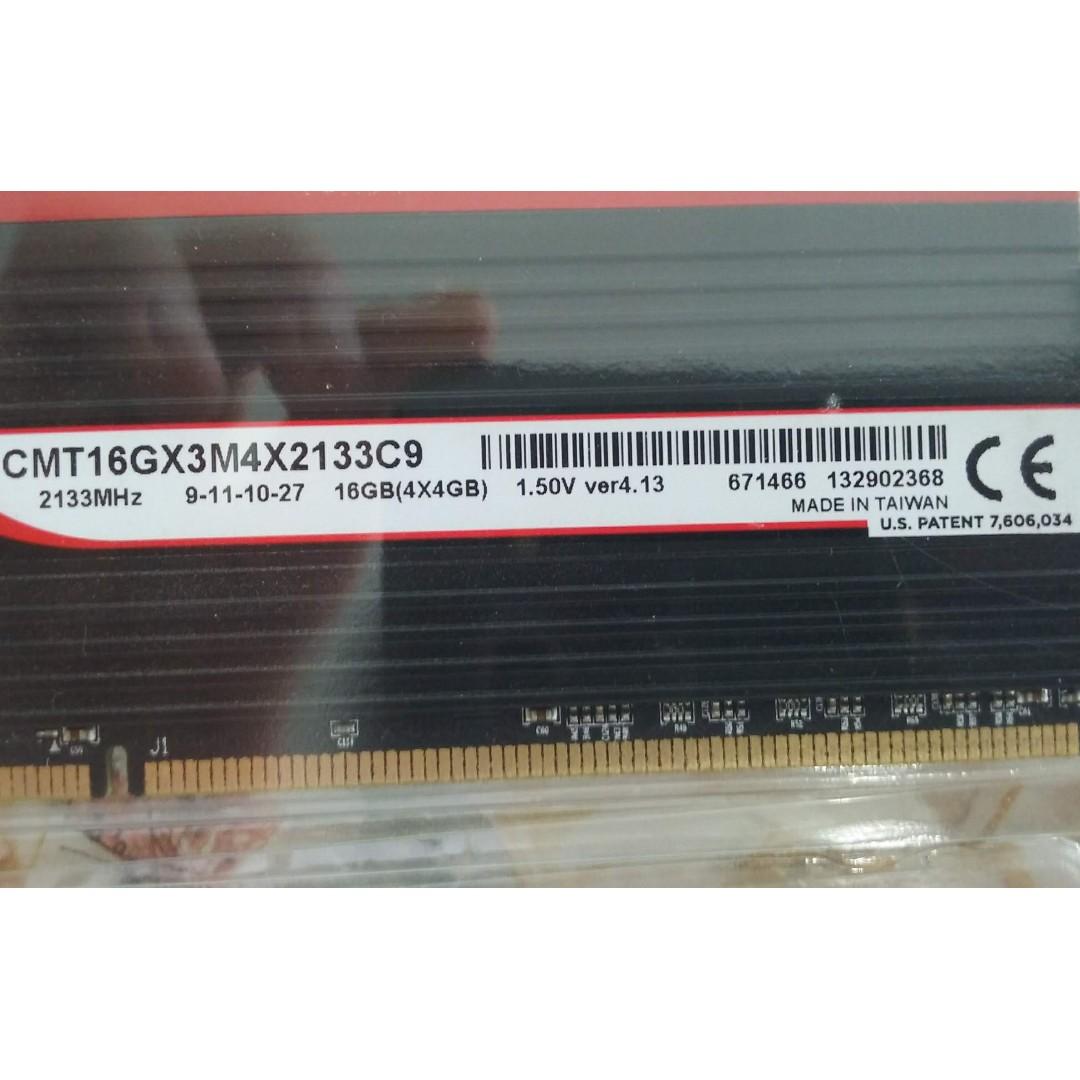 CMT16GX3M4X2133C9
2133MHz 9-11-10-27 16GB(4X4GB) 1.50V ver4.13 671466 132902368
MADE IN TAIWAN
U.S. PATENT 7,606,034
CE
J1